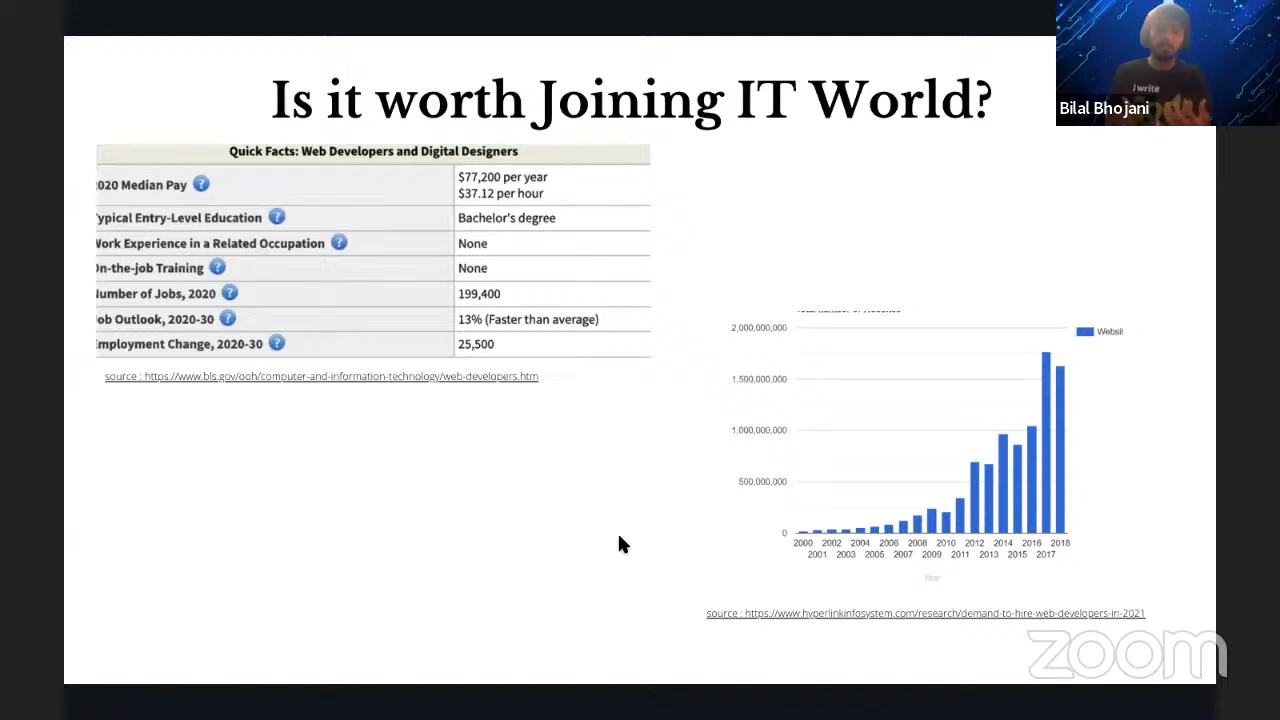 Is it worth Joining IT World?
I write
Bilal Bhojani
Quick Facts: Web Developers and Digital Designers
020 Median Pay ? $77,200 per year
$37.12 per hour
ypical Entry-Level Education ? Bachelor's degree
Work Experience in a Related Occupation ? None
On-the-job Training ? None
Number of Jobs, 2020 ? 199,400
ob Outlook, 2020-30 ? 13% (Faster than average)
Employment Change, 2020-30 ? 25,500
source : https://www.bls.gov/ooh/computer-and-information-technology/web-developers.htm
2,000,000,000
Websit
1,500,000,000
1,000,000,000
500,000,000
0
2000 2002 2004 2006 2008 2010 2012 2014 2016 2018
2001 2003 2005 2007 2009 2011 2013 2015 2017
Year
source : https://www.hyperlinkinfosystem.com/research/demand-to-hire-web-developers-in-2021
zoom